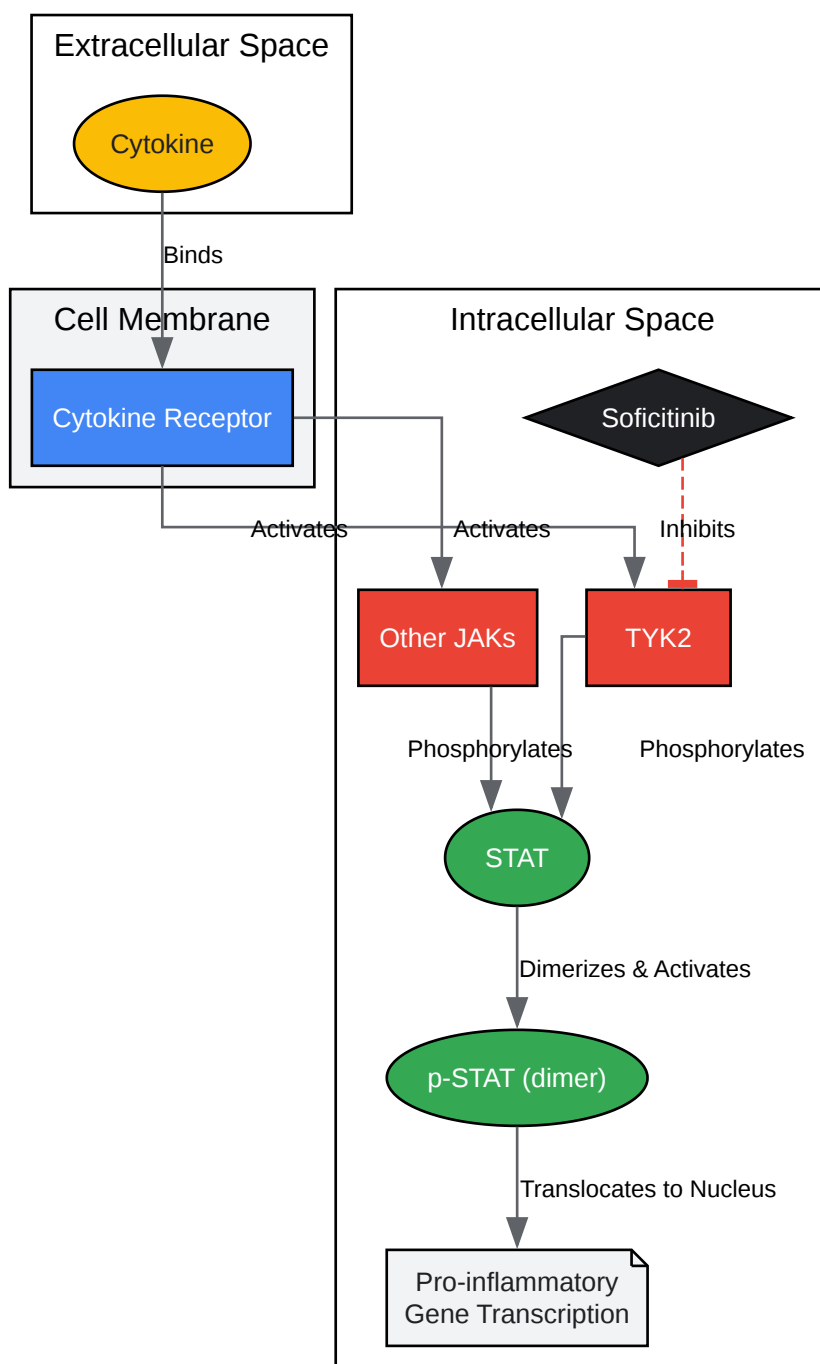 Extracellular Space
Cytokine
Binds
Cell Membrane
Intracellular Space
Cytokine Receptor
Soficitinib
Activates
Activates
Inhibits
Other JAKs
TYK2
Phosphorylates
Phosphorylates
STAT
Dimerizes & Activates
p-STAT (dimer)
Translocates to Nucleus
Pro-inflammatory
Gene Transcription